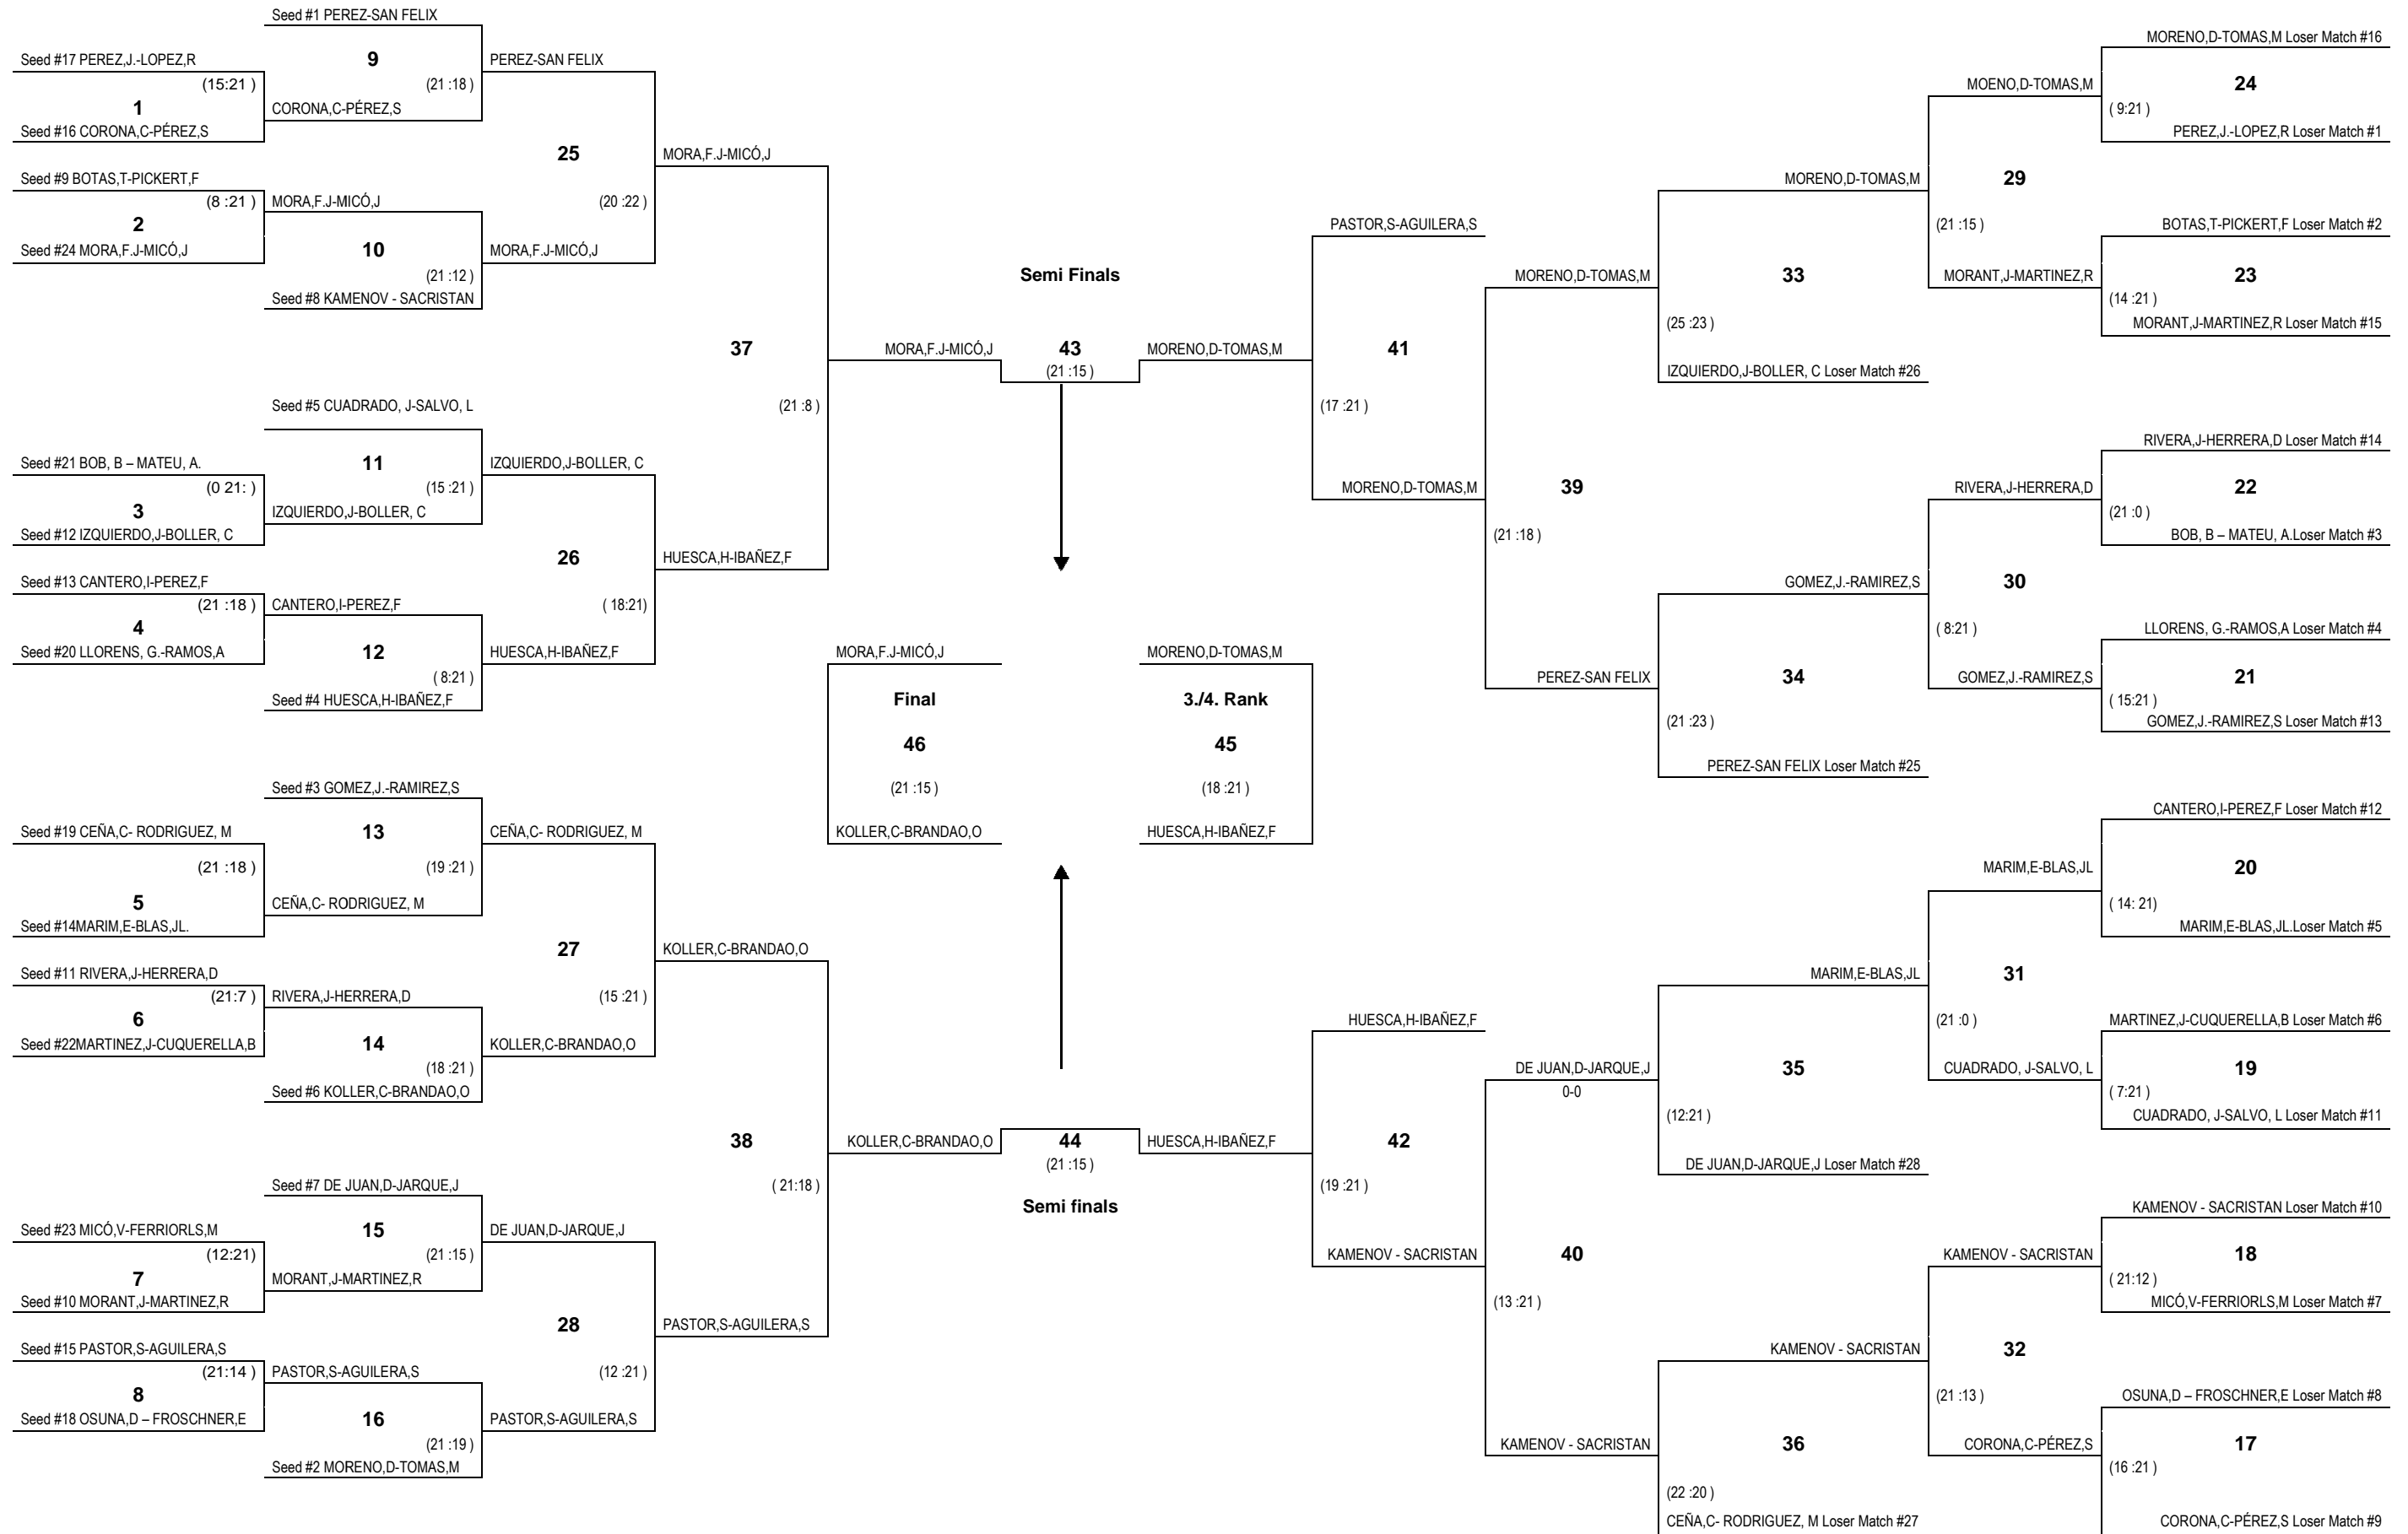 Seed #1 PEREZ-SAN FELIX
Seed #17 PEREZ,J.-LOPEZ,R
9
PEREZ-SAN FELIX
(15:21 )
(21 :18 )
1
CORONA,C-PÉREZ,S
Seed #16 CORONA,C-PÉREZ,S
25
MORA,F.J-MICÓ,J
Seed #9 BOTAS,T-PICKERT,F
(8 :21 )
MORA,F.J-MICÓ,J
(20 :22 )
2
Seed #24 MORA,F.J-MICÓ,J
10
MORA,F.J-MICÓ,J
(21 :12 )
Seed #8 KAMENOV - SACRISTAN
37
MORA,F.J-MICÓ,J
(21 :8 )
Seed #5 CUADRADO, J-SALVO, L
Seed #21 BOB, B – MATEU, A.
11
IZQUIERDO,J-BOLLER, C
(0 21: )
(15 :21 )
3
IZQUIERDO,J-BOLLER, C
Seed #12 IZQUIERDO,J-BOLLER, C
26
HUESCA,H-IBAÑEZ,F
Seed #13 CANTERO,I-PEREZ,F
(21 :18 )
CANTERO,I-PEREZ,F
( 18:21)
4
Seed #20 LLORENS, G.-RAMOS,A
12
HUESCA,H-IBAÑEZ,F
( 8:21 )
Seed #4 HUESCA,H-IBAÑEZ,F
Seed #3 GOMEZ,J.-RAMIREZ,S
Seed #19 CEÑA,C- RODRIGUEZ, M
13
CEÑA,C- RODRIGUEZ, M
(21 :18 )
(19 :21 )
5
CEÑA,C- RODRIGUEZ, M
Seed #14MARIM,E-BLAS,JL.
27
KOLLER,C-BRANDAO,O
Seed #11 RIVERA,J-HERRERA,D
(21:7 )
RIVERA,J-HERRERA,D
(15 :21 )
6
Seed #22MARTINEZ,J-CUQUERELLA,B
14
KOLLER,C-BRANDAO,O
(18 :21 )
Seed #6 KOLLER,C-BRANDAO,O
38
KOLLER,C-BRANDAO,O
( 21:18 )
Seed #7 DE JUAN,D-JARQUE,J
Seed #23 MICÓ,V-FERRIORLS,M
15
DE JUAN,D-JARQUE,J
(12:21)
(21 :15 )
7
MORANT,J-MARTINEZ,R
Seed #10 MORANT,J-MARTINEZ,R
28
PASTOR,S-AGUILERA,S
Seed #15 PASTOR,S-AGUILERA,S
(21:14 )
PASTOR,S-AGUILERA,S
(12 :21 )
8
Seed #18 OSUNA,D – FROSCHNER,E
16
PASTOR,S-AGUILERA,S
(21 :19 )
Seed #2 MORENO,D-TOMAS,M
Semi Finals
43
(21 :15 )
MORENO,D-TOMAS,M
MORA,F.J-MICÓ,J
Final
46
(21 :15 )
KOLLER,C-BRANDAO,O
MORENO,D-TOMAS,M
3./4. Rank
45
(18 :21 )
HUESCA,H-IBAÑEZ,F
44
(21 :15 )
HUESCA,H-IBAÑEZ,F
Semi finals
PASTOR,S-AGUILERA,S
41
(17 :21 )
MORENO,D-TOMAS,M
MORENO,D-TOMAS,M
39
(21 :18 )
PEREZ-SAN FELIX
MORENO,D-TOMAS,M
33
(25 :23 )
IZQUIERDO,J-BOLLER, C Loser Match #26
GOMEZ,J.-RAMIREZ,S
34
(21 :23 )
PEREZ-SAN FELIX Loser Match #25
MORENO,D-TOMAS,M Loser Match #16
MOENO,D-TOMAS,M
24
( 9:21 )
PEREZ,J.-LOPEZ,R Loser Match #1
29
(21 :15 )
BOTAS,T-PICKERT,F Loser Match #2
MORANT,J-MARTINEZ,R
23
(14 :21 )
MORANT,J-MARTINEZ,R Loser Match #15
RIVERA,J-HERRERA,D Loser Match #14
RIVERA,J-HERRERA,D
22
(21 :0 )
BOB, B – MATEU, A.Loser Match #3
30
( 8:21 )
LLORENS, G.-RAMOS,A Loser Match #4
GOMEZ,J.-RAMIREZ,S
21
( 15:21 )
GOMEZ,J.-RAMIREZ,S Loser Match #13
HUESCA,H-IBAÑEZ,F
42
(19 :21 )
KAMENOV - SACRISTAN
DE JUAN,D-JARQUE,J
0-0
40
(13 :21 )
KAMENOV - SACRISTAN
MARIM,E-BLAS,JL
35
(12:21 )
DE JUAN,D-JARQUE,J Loser Match #28
KAMENOV - SACRISTAN
36
(22 :20 )
CEÑA,C- RODRIGUEZ, M Loser Match #27
CANTERO,I-PEREZ,F Loser Match #12
MARIM,E-BLAS,JL
20
( 14: 21)
MARIM,E-BLAS,JL.Loser Match #5
31
(21 :0 )
MARTINEZ,J-CUQUERELLA,B Loser Match #6
CUADRADO, J-SALVO, L
19
( 7:21 )
CUADRADO, J-SALVO, L Loser Match #11
KAMENOV - SACRISTAN Loser Match #10
KAMENOV - SACRISTAN
18
( 21:12 )
MICÓ,V-FERRIORLS,M Loser Match #7
32
(21 :13 )
OSUNA,D – FROSCHNER,E Loser Match #8
CORONA,C-PÉREZ,S
17
(16 :21 )
CORONA,C-PÉREZ,S Loser Match #9